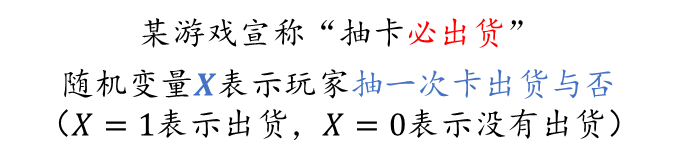 某游戏宣称“抽卡必出货”
随机变量X表示玩家抽一次卡出货与否
（X = 1表示出货，X = 0表示没有出货）